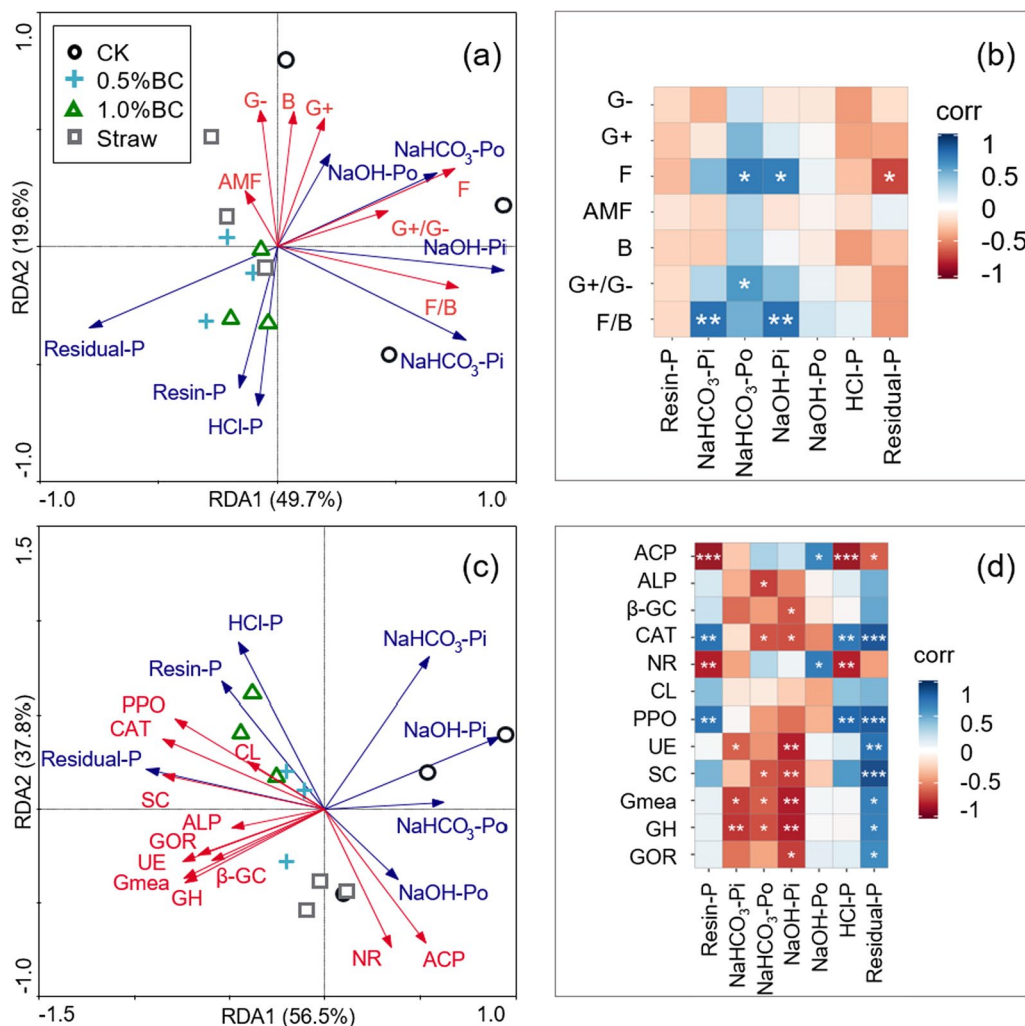 (a)
CK
0.5%BC
1.0%BC
Straw
1.0
RDA2 (19.6%)
-1.0
G-
B
G+
NaHCO₃-Po
NaOH-Po
F
AMF
G+/G-
NaOH-Pi
F/B
NaHCO₃-Pi
Residual-P
Resin-P
HCl-P
-1.0
RDA1 (49.7%)
1.0
(b)
G-
G+
F
* * *
AMF
B
G+/G-
*
F/B
** **
Resin-P
NaHCO₃-Pi
NaHCO₃-Po
NaOH-Pi
NaOH-Po
HCl-P
Residual-P
corr
1
0.5
0
-0.5
-1
(c)
1.5
RDA2 (37.8%)
-1.0
HCl-P
NaHCO₃-Pi
Resin-P
PPO
CAT
NaOH-Pi
CL
Residual-P
SC
NaHCO₃-Po
ALP
GOR
UE
β-GC
Gmea
GH
NaOH-Po
NR
ACP
-1.5
RDA1 (56.5%)
1.0
(d)
ACP
*** * *** *
ALP
*
β-GC
*
CAT
** * * ** ***
NR
** * **
CL
PPO
** ** ***
UE
* ** **
SC
* ** ***
Gmea
* * ** *
GH
** * ** *
GOR
* *
Resin-P
NaHCO₃-Pi
NaHCO₃-Po
NaOH-Pi
NaOH-Po
HCl-P
Residual-P
corr
1
0.5
0
-0.5
-1